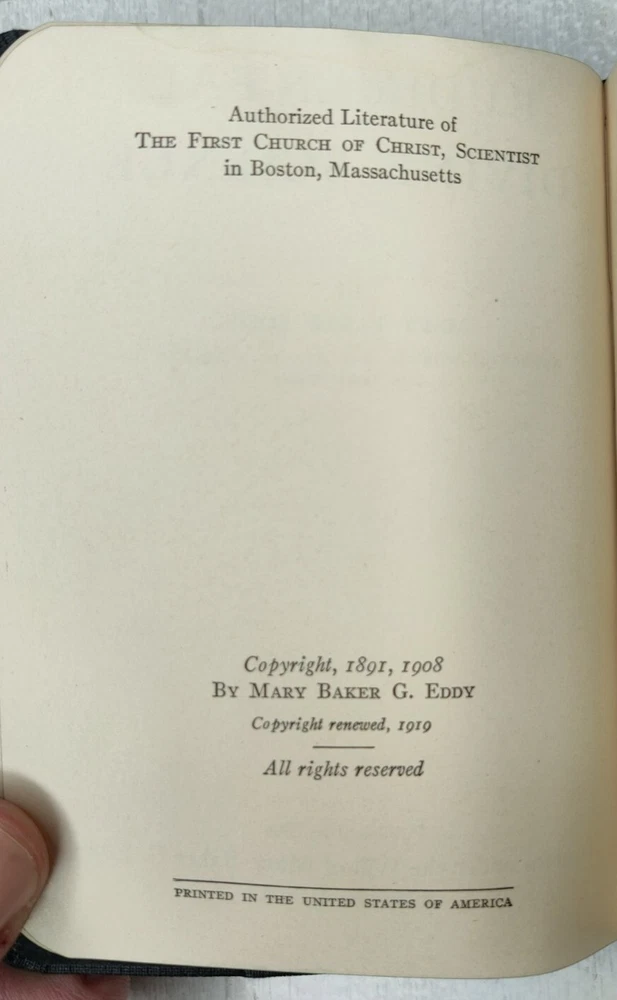 Authorized Literature of
THE FIRST CHURCH OF CHRIST, SCIENTIST
in Boston, Massachusetts
Copyright, 1891, 1908
BY MARY BAKER G. EDDY
Copyright renewed, 1919
All rights reserved
PRINTED IN THE UNITED STATES OF AMERICA